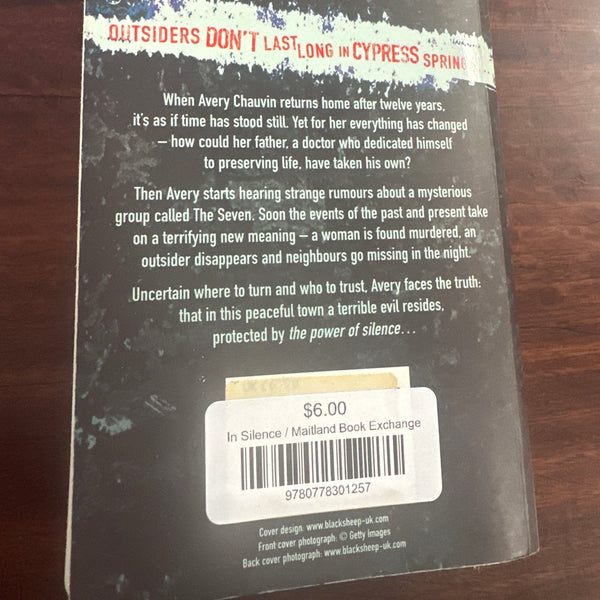 OUTSIDERS DON'T LAST LONG IN CYPRESS SPRING
When Avery Chauvin returns home after twelve years,
it's as if time has stood still. Yet for her everything has changed
– how could her father, a doctor who dedicated himself
to preserving life, have taken his own?
Then Avery starts hearing strange rumours about a mysterious
group called The Seven. Soon the events of the past and present take
on a terrifying new meaning – a woman is found murdered, an
outsider disappears and neighbours go missing in the night.
Uncertain where to turn and who to trust, Avery faces the truth:
that in this peaceful town a terrible evil resides,
protected by the power of silence...
$6.00
In Silence / Maitland Book Exchange
9780778301257
Cover design: www.blacksheep-uk.com
Front cover photograph: © Getty Images
Back cover photograph: www.blacksheep-uk.com